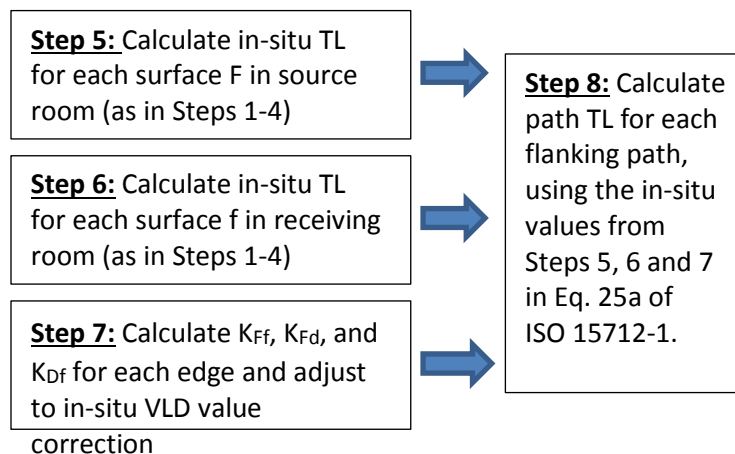 Step 5: Calculate in-situ TL
for each surface F in source
room (as in Steps 1-4)
Step 6: Calculate in-situ TL
for each surface f in receiving
room (as in Steps 1-4)
Step 7: Calculate KFf, KFd, and
KDf for each edge and adjust
to in-situ VLD value
correction
Step 8: Calculate
path TL for each
flanking path,
using the in-situ
values from
Steps 5, 6 and 7
in Eq. 25a of
ISO 15712-1.